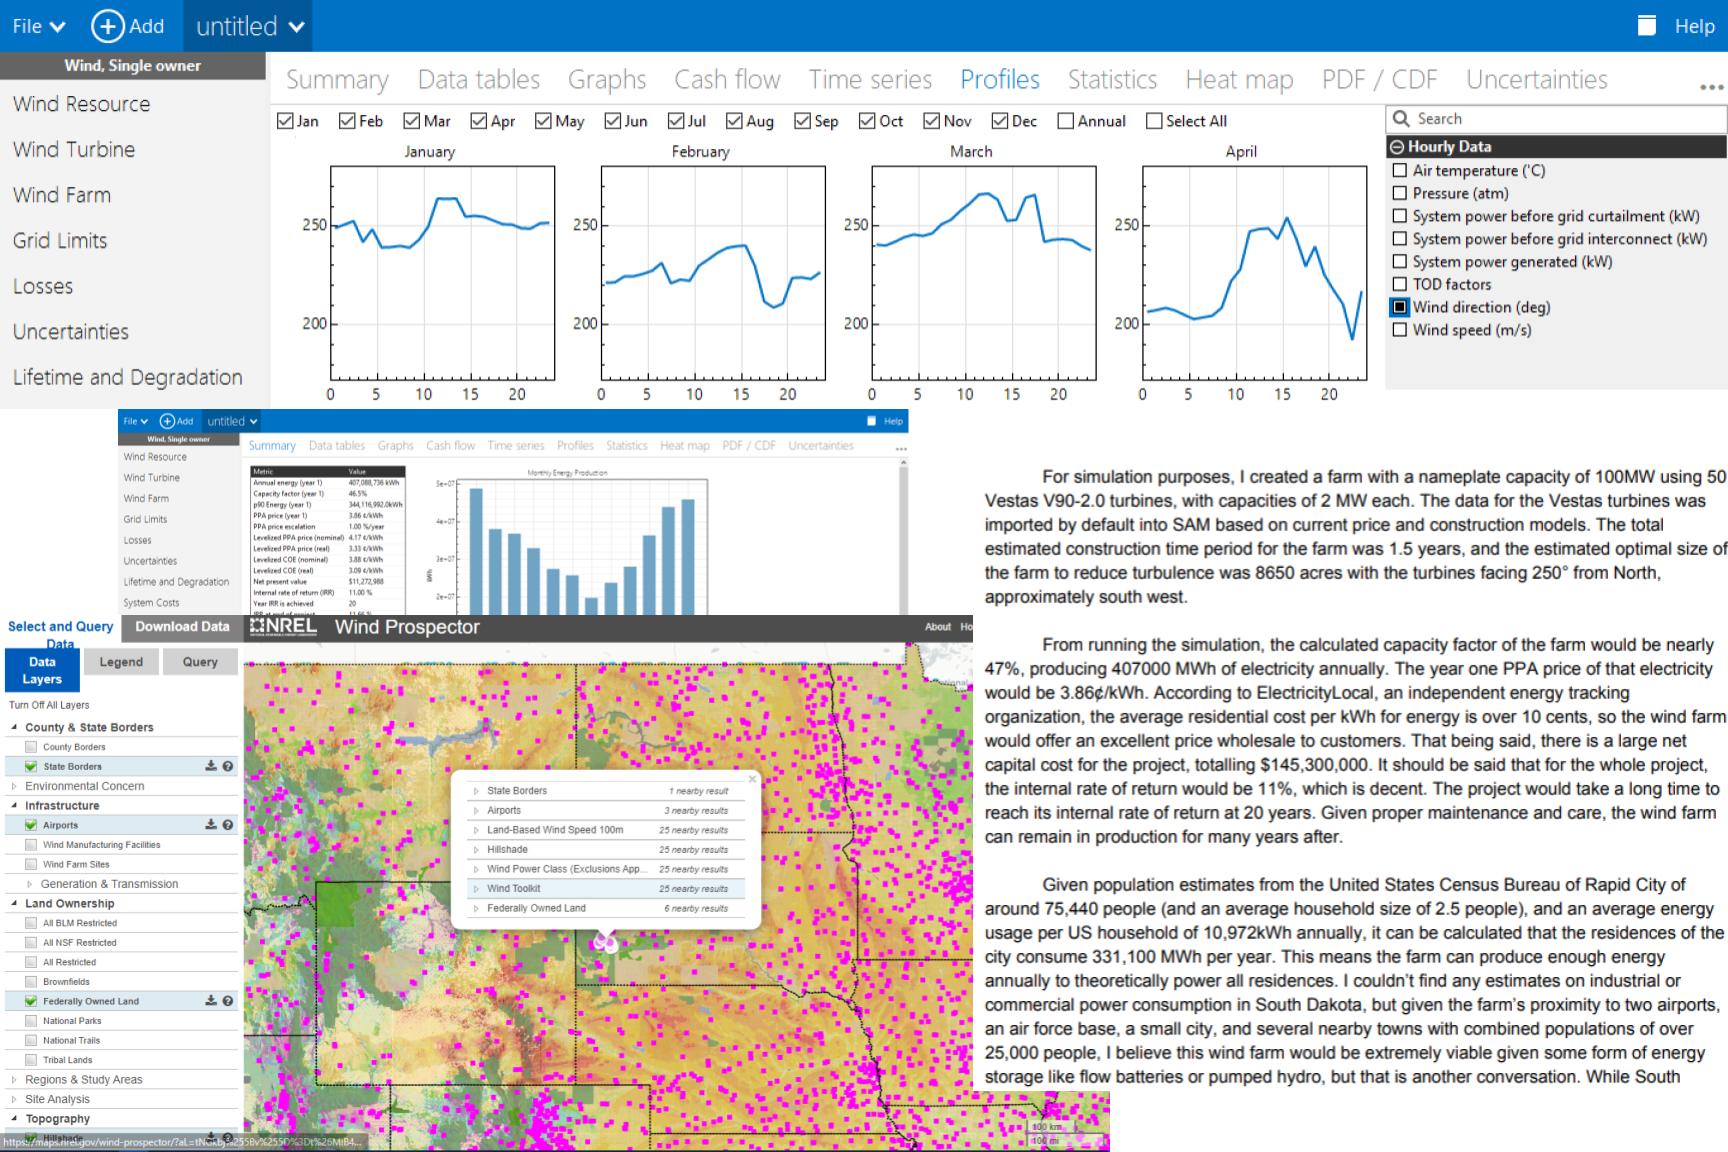 File
Add
untitled
Help
Wind, Single owner
Wind Resource
Wind Turbine
Wind Farm
Grid Limits
Losses
Uncertainties
Lifetime and Degradation
Summary Data tables Graphs Cash flow Time series Profiles Statistics Heat map PDF / CDF Uncertainties
Jan Feb Mar Apr May Jun Jul Aug Sep Oct Nov Dec Annual Select All
January
250
200
0 5 10 15 20
February
250
200
0 5 10 15 20
March
250
200
0 5 10 15 20
April
250
200
0 5 10 15 20
Search
Hourly Data
Air temperature ('C)
Pressure (atm)
System power before grid curtailment (kW)
System power before grid interconnect (kW)
System power generated (kW)
TOD factors
Wind direction (deg)
Wind speed (m/s)
File
Add
untitled
Help
Wind, Single owner
Wind Resource
Wind Turbine
Wind Farm
Grid Limits
Losses
Uncertainties
Lifetime and Degradation
System Costs
Summary Data tables Graphs Cash flow Time series Profiles Statistics Heat map PDF / CDF Uncertainties
Metric Value
Annual energy (year 1) 407,088,736 kWh
Capacity factor (year 1) 46.5%
p90 Energy (year 1) 344,116,992.0kWh
PPA price (year 1) 3.86 ¢/kWh
PPA price escalation 1.00 %/year
Levelized PPA price (nominal) 4.17 ¢/kWh
Levelized PPA price (real) 3.33 ¢/kWh
Levelized COE (nominal) 3.88 ¢/kWh
Levelized COE (real) 3.09 ¢/kWh
Net present value $11,272,988
Internal rate of return (IRR) 11.00 %
Year IRR is achieved 20
IRR at end of project 11.66 %
Monthly Energy Production
5e+07
4e+07
3e+07
2e+07
kWh
Select and Query Data
Download Data
NREL
Wind Prospector
About
Ho
Data Layers
Legend
Query
Turn Off All Layers
County & State Borders
County Borders
State Borders
Environmental Concern
Infrastructure
Airports
Wind Manufacturing Facilities
Wind Farm Sites
Generation & Transmission
Land Ownership
All BLM Restricted
All NSF Restricted
All Restricted
Brownfields
Federally Owned Land
National Parks
National Trails
Tribal Lands
Regions & Study Areas
Site Analysis
Topography
Hillshade
State Borders 1 nearby result
Airports 3 nearby results
Land-Based Wind Speed 100m 25 nearby results
Hillshade 25 nearby results
Wind Power Class (Exclusions App... 25 nearby results
Wind Toolkit 25 nearby results
Federally Owned Land 6 nearby results
100 km
100 mi
For simulation purposes, I created a farm with a nameplate capacity of 100MW using 50
Vestas V90-2.0 turbines, with capacities of 2 MW each. The data for the Vestas turbines was
imported by default into SAM based on current price and construction models. The total
estimated construction time period for the farm was 1.5 years, and the estimated optimal size of
the farm to reduce turbulence was 8650 acres with the turbines facing 250° from North,
approximately south west.
From running the simulation, the calculated capacity factor of the farm would be nearly
47%, producing 407000 MWh of electricity annually. The year one PPA price of that electricity
would be 3.86¢/kWh. According to ElectricityLocal, an independent energy tracking
organization, the average residential cost per kWh for energy is over 10 cents, so the wind farm
would offer an excellent price wholesale to customers. That being said, there is a large net
capital cost for the project, totalling $145,300,000. It should be said that for the whole project,
the internal rate of return would be 11%, which is decent. The project would take a long time to
reach its internal rate of return at 20 years. Given proper maintenance and care, the wind farm
can remain in production for many years after.
Given population estimates from the United States Census Bureau of Rapid City of
around 75,440 people (and an average household size of 2.5 people), and an average energy
usage per US household of 10,972kWh annually, it can be calculated that the residences of the
city consume 331,100 MWh per year. This means the farm can produce enough energy
annually to theoretically power all residences. I couldn't find any estimates on industrial or
commercial power consumption in South Dakota, but given the farm's proximity to two airports,
an air force base, a small city, and several nearby towns with combined populations of over
25,000 people, I believe this wind farm would be extremely viable given some form of energy
storage like flow batteries or pumped hydro, but that is another conversation. While South